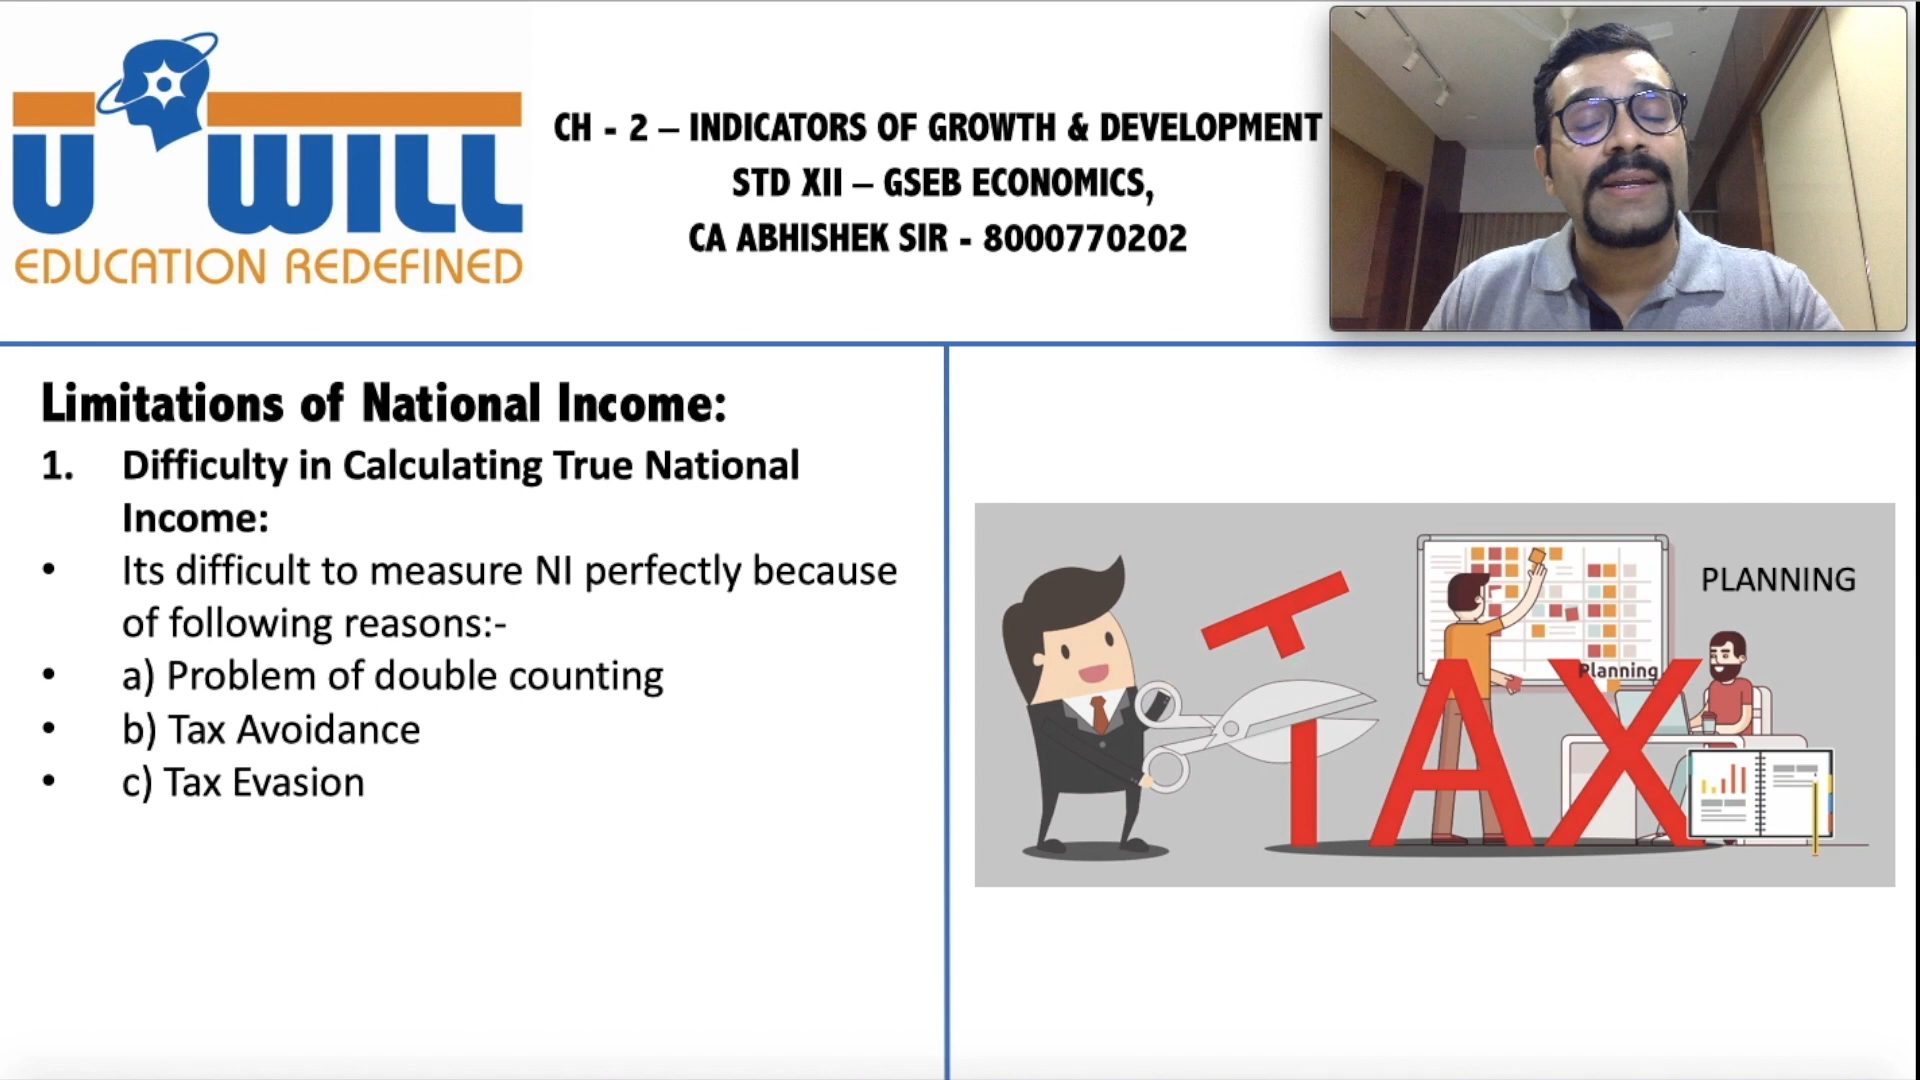 U WILL
EDUCATION REDEFINED
CH - 2 – INDICATORS OF GROWTH & DEVELOPMENT
STD XII – GSEB ECONOMICS,
CA ABHISHEK SIR - 8000770202
Limitations of National Income:
1. Difficulty in Calculating True National
Income:
• Its difficult to measure NI perfectly because
of following reasons:-
• a) Problem of double counting
• b) Tax Avoidance
• c) Tax Evasion
PLANNING
Planning
TAX